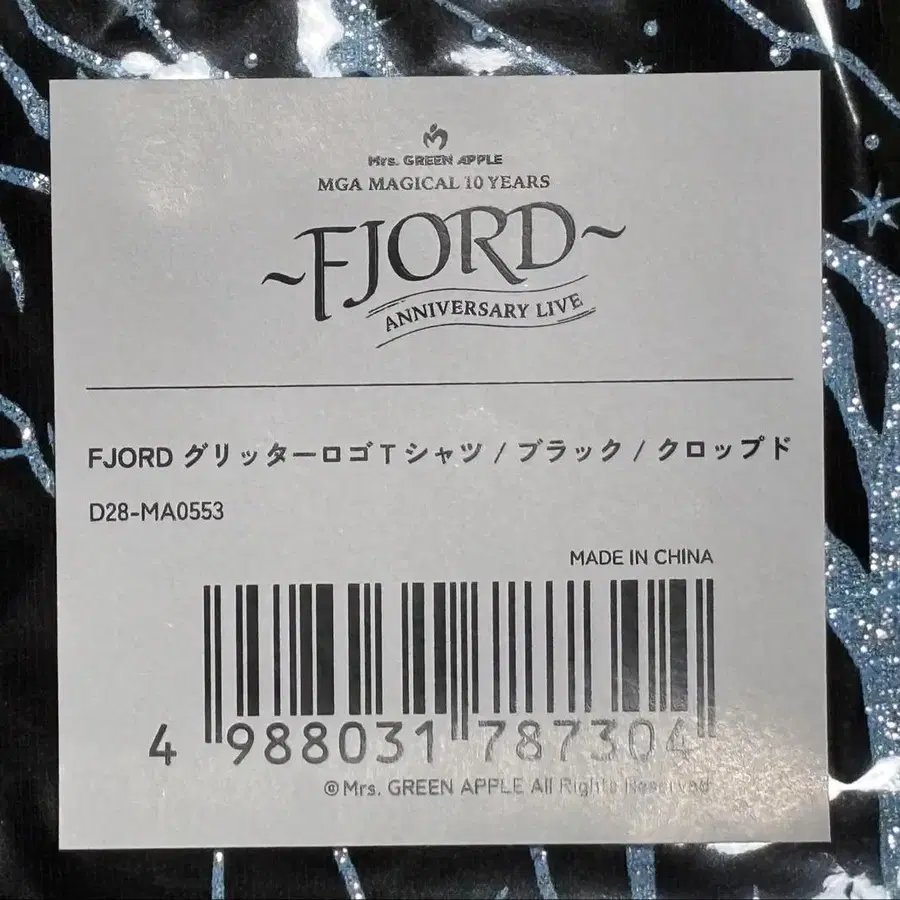 Mrs. GREEN APPLE
MGA MAGICAL 10 YEARS
~FJORD~
ANNIVERSARY LIVE
FJORD グリッターロゴTシャツ / ブラック / クロップド
D28-MA0553
MADE IN CHINA
4 988031 787304
©Mrs. GREEN APPLE All Rights Reserved